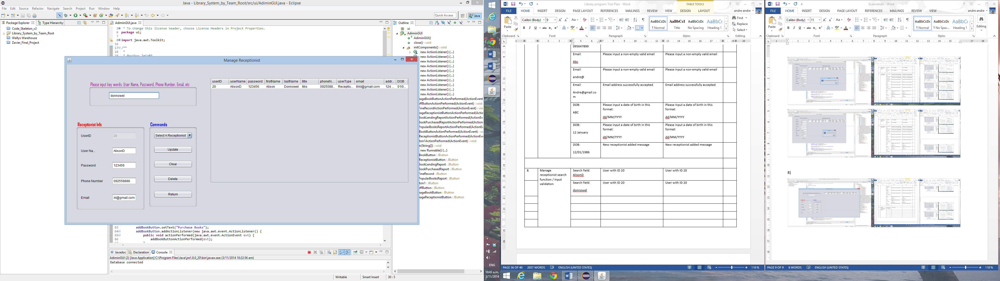 Java - Library_System_by_Team_Root/src/ui/AdiminGUI.java - Eclipse
File Edit Source Refactor Navigate Search Project Run Window Help
Quick Access
Java
Package Explorer
Type Hierarchy
Code_Skeleton_v2
Library_System_by_Team_Root
Wallys Warehouse
Zavier_Final_Project
AdiminGUI.java
2 * To change this license header, choose License Headers in Project Properties.
6 package ui;
7
8 import java.awt.Toolkit;
16
17 /**
18 *
19 * @author leiz03
Outline
ui
AdiminGUI
AdiminGUI()
close() : void
initComponents() : void
new ActionListener() {...}
new ActionListener() {...}
new ActionListener() {...}
new ActionListener() {...}
new ActionListener() {...}
new ActionListener() {...}
new ActionListener() {...}
new ActionListener() {...}
new ActionListener() {...}
new ActionListener() {...}
nageBookButtonActionPerformed(ActionEvent
offButtonActionPerformed(ActionEvent) : void
FineRecordActionPerformed(ActionEvent) : vo
nageReceptionistButtonActionPerformed(Actio
BookLendingReportActionPerformed(ActionEv
BookPurchasedReportActionPerformed(Action
PopularBooksReportActionPerformed(ActionEv
BookButtonActionPerformed(ActionEvent) : vo
ReceptionistButtonActionPerformed(ActionEve
ton1ActionPerformed(ActionEvent) : void
n(String[]) : void
new Runnable() {...}
BookButton : JButton
ReceptionistButton : JButton
BookLendingReport : JButton
BookPurchasedReport : JButton
FineRecord : JButton
PopularBooksReport : JButton
ton1 : JButton
offButton : JButton
nageBookButton : JButton
nageReceptionistButton : JButton
Manage Receptionist
Please input key words: User Name, Password, Phone Number, Email, etc
donnowel
Receptionist Info
UserID 20
User Na... AlisonD
Password 123456
Phone Number 092558888
Email :kl@gmail.com
Commands
Select A Receptionist
Update
Clear
Delete
Return
userID userName password firstName lastName title phoneN... userType email addr... DOB
20 AlisonD 123456 Alison Donnowel Mrs 0925588... Receptio... llkkl@gmail.com 124 ... 01/0...
63 addBookButton.setText("Purchase Books");
64 addBookButton.addActionListener(new java.awt.event.ActionListener() {
65 public void actionPerformed(java.awt.event.ActionEvent evt) {
66 addBookButtonActionPerformed(evt);
Javadoc
Declaration
Console
AdiminGUI (2) [Java Application] C:\Program Files\Java\jre1.8.0_20\bin\javaw.exe (3/11/2014 10:22:56 am)
Database connected
Writable Smart Insert 30 : 5
ENG
10:43 a.m.
3/11/2014
Library program Test Plan - Word
TABLE TOOLS
FILE HOME INSERT DESIGN PAGE LAYOUT REFERENCES MAILINGS REVIEW VIEW DESIGN LAYOUT
andre andre
Paste
Calibri (Body) 9
Clipboard Font Paragraph Styles Editing
AaBbCcDc AaBbCcI AaBbCcDc AaBbCc
¶ Normal Title No Spacing Heading 1
Find
Replace
Select
095647899
Email: Please input a non-empty valid email Please input a non-empty valid email
Abc
Email: Please input a non-empty valid email Please input a non-empty valid email
andre@
Email: Email address successfully accepted Email address successfully accepted
Andre@gmail.co
m
DOB: Please input a date of birth in this Please input a date of birth in this
format: format:
ABC
dd/MM/YYYY dd/MM/YYYY
DOB: Please input a date of birth in this Please input a date of birth in this
format: format:
12 January
dd/MM/YYYY dd/MM/YYYY
DOB: New receptionist added message New receptionist added message
12/01/1986
8. Manage receptionist search function / input validation
Search field: User with ID 20 User with ID 20
AlisonD
Search field: User with ID 20 User with ID 20
donnowel
PAGE 36 OF 40 2037 WORDS ENGLISH (UNITED STATES) 110 %
Sceenshots - Word
FILE HOME INSERT DESIGN PAGE LAYOUT REFERENCES MAILINGS REVIEW VIEW
andre andre
Paste
Calibri (Body) 11
Clipboard Font Paragraph Styles
AaBbCcDc AaBbCcDc AaBbCc
¶ Normal ¶ No Spac... Heading 1
Editing
8)
PAGE 9 OF 9 8 WORDS ENGLISH (UNITED STATES) 110 %